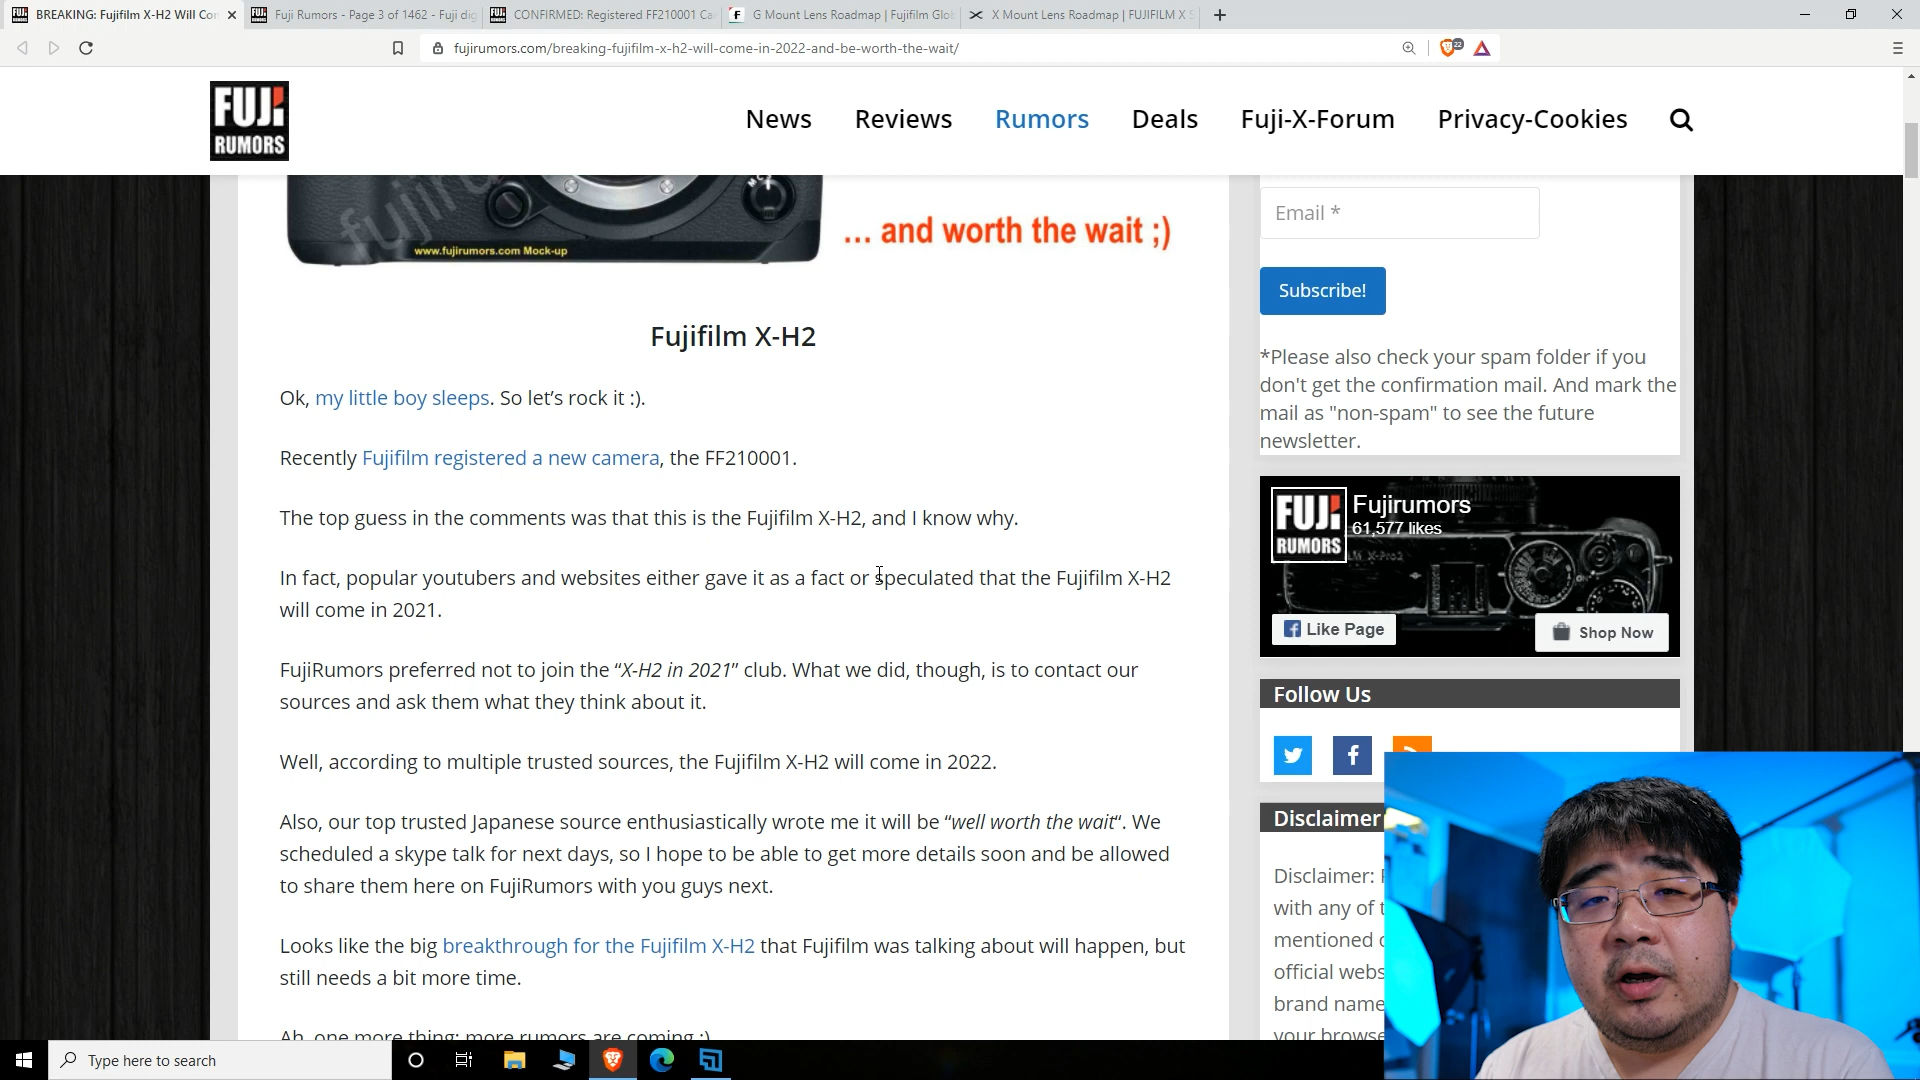 BREAKING: Fujifilm X-H2 Will Co
Fuji Rumors - Page 3 of 1462 - Fuji dig
CONFIRMED: Registered FF210001 Ca
G Mount Lens Roadmap | Fujifilm Glo
X Mount Lens Roadmap | FUJIFILM X S
fujirumors.com/breaking-fujifilm-x-h2-will-come-in-2022-and-be-worth-the-wait/
22
FUJi
RUMORS
News
Reviews
Rumors
Deals
Fuji-X-Forum
Privacy-Cookies
www.fujirumors.com Mock-up
... and worth the wait ;)
Fujifilm X-H2
Ok, my little boy sleeps. So let’s rock it :).
Recently Fujifilm registered a new camera, the FF210001.
The top guess in the comments was that this is the Fujifilm X-H2, and I know why.
In fact, popular youtubers and websites either gave it as a fact or speculated that the Fujifilm X-H2
will come in 2021.
FujiRumors preferred not to join the “X-H2 in 2021” club. What we did, though, is to contact our
sources and ask them what they think about it.
Well, according to multiple trusted sources, the Fujifilm X-H2 will come in 2022.
Also, our top trusted Japanese source enthusiastically wrote me it will be “well worth the wait“. We
scheduled a skype talk for next days, so I hope to be able to get more details soon and be allowed
to share them here on FujiRumors with you guys next.
Looks like the big breakthrough for the Fujifilm X-H2 that Fujifilm was talking about will happen, but
still needs a bit more time.
Ah, one more thing: more rumors are coming :)
Email *
Subscribe!
*Please also check your spam folder if you
don't get the confirmation mail. And mark the
mail as "non-spam" to see the future
newsletter.
FUJi
RUMORS
Fujirumors
61,577 likes
X-Pro2
Like Page
Shop Now
Follow Us
Disclaimer
Disclaimer:
with any of
mentioned
official webs
brand name
your browse
Type here to search